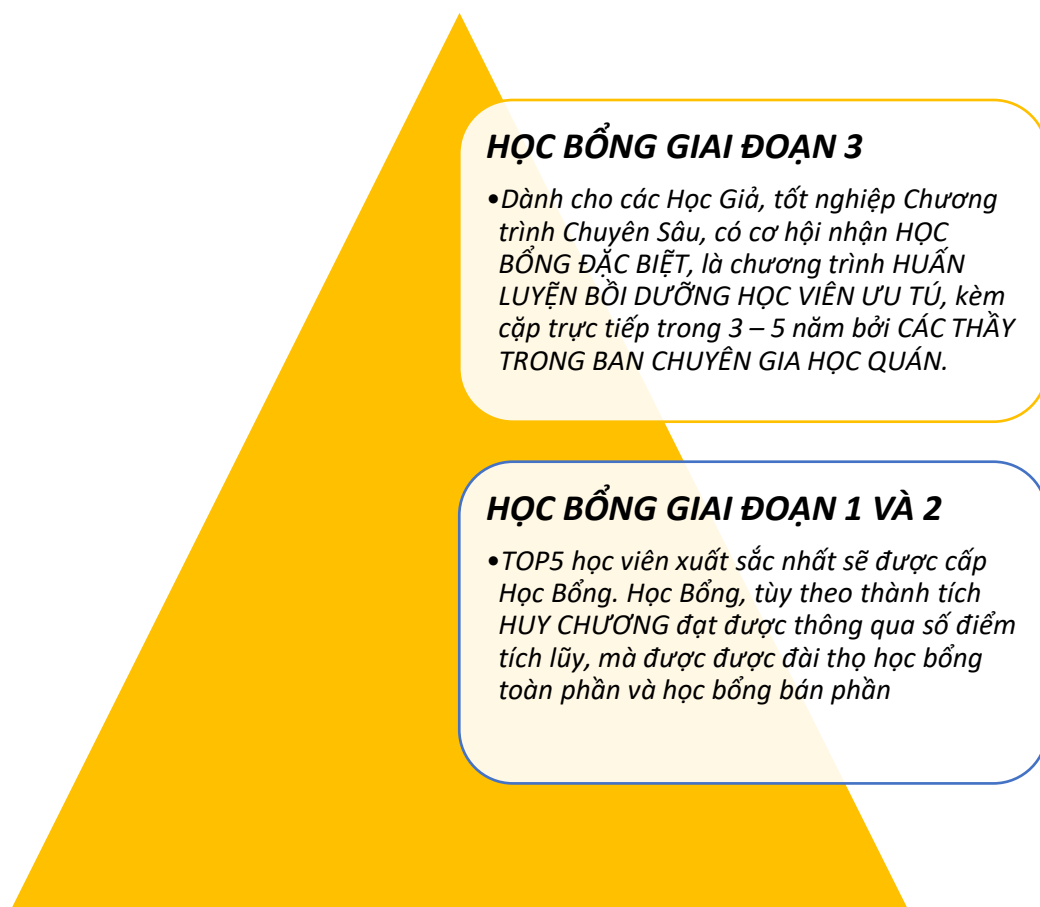 HỌC BỔNG GIAI ĐOẠN 3
•Dành cho các Học Giả, tốt nghiệp Chương
trình Chuyên Sâu, có cơ hội nhận HỌC
BỔNG ĐẶC BIỆT, là chương trình HUẤN
LUYỆN BỒI DƯỠNG HỌC VIÊN ƯU TÚ, kèm
cặp trực tiếp trong 3 – 5 năm bởi CÁC THẦY
TRONG BAN CHUYÊN GIA HỌC QUÁN.
HỌC BỔNG GIAI ĐOẠN 1 VÀ 2
•TOP5 học viên xuất sắc nhất sẽ được cấp
Học Bổng. Học Bổng, tùy theo thành tích
HUY CHƯƠNG đạt được thông qua số điểm
tích lũy, mà được được đài thọ học bổng
toàn phần và học bổng bán phần